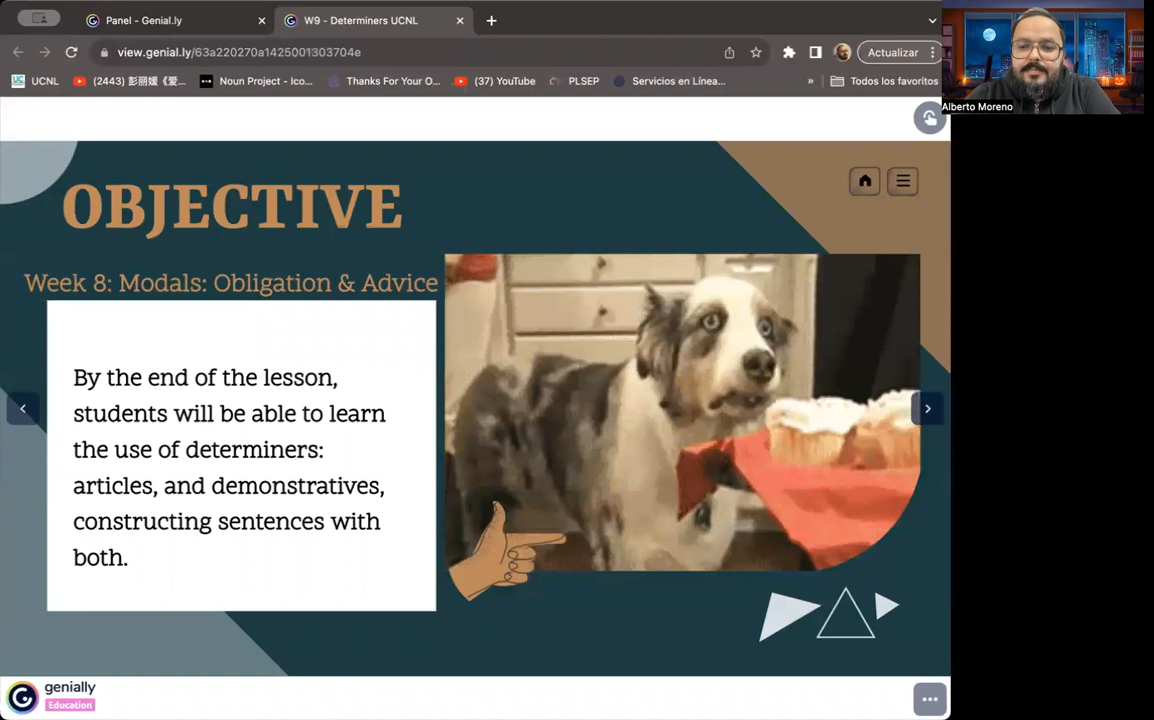 Panel - Genial.ly
W9 - Determiners UCNL
view.genial.ly/63a220270a14250013037​04e
Actualizar
UCNL
(2443) 彭丽媛《爱...
Noun Project - Ico...
Thanks For Your O...
(37) YouTube
PLSEP
Servicios en Línea...
»
Todos los favoritos
Alberto Moreno
OBJECTIVE
Week 8: Modals: Obligation & Advice
By the end of the lesson,
students will be able to learn
the use of determiners:
articles, and demonstratives,
constructing sentences with
both.
genially
Education